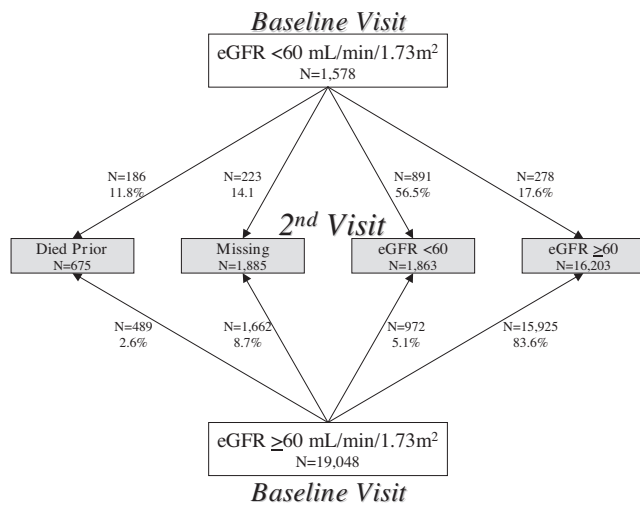 Baseline Visit
eGFR <60 mL/min/1.73m²
N=1,578
N=186
11.8%
N=223
14.1
N=891
56.5%
N=278
17.6%
2nd Visit
Died Prior
N=675
Missing
N=1,885
eGFR <60
N=1,863
eGFR ≥60
N=16,203
N=489
2.6%
N=1,662
8.7%
N=972
5.1%
N=15,925
83.6%
eGFR ≥60 mL/min/1.73m²
N=19,048
Baseline Visit